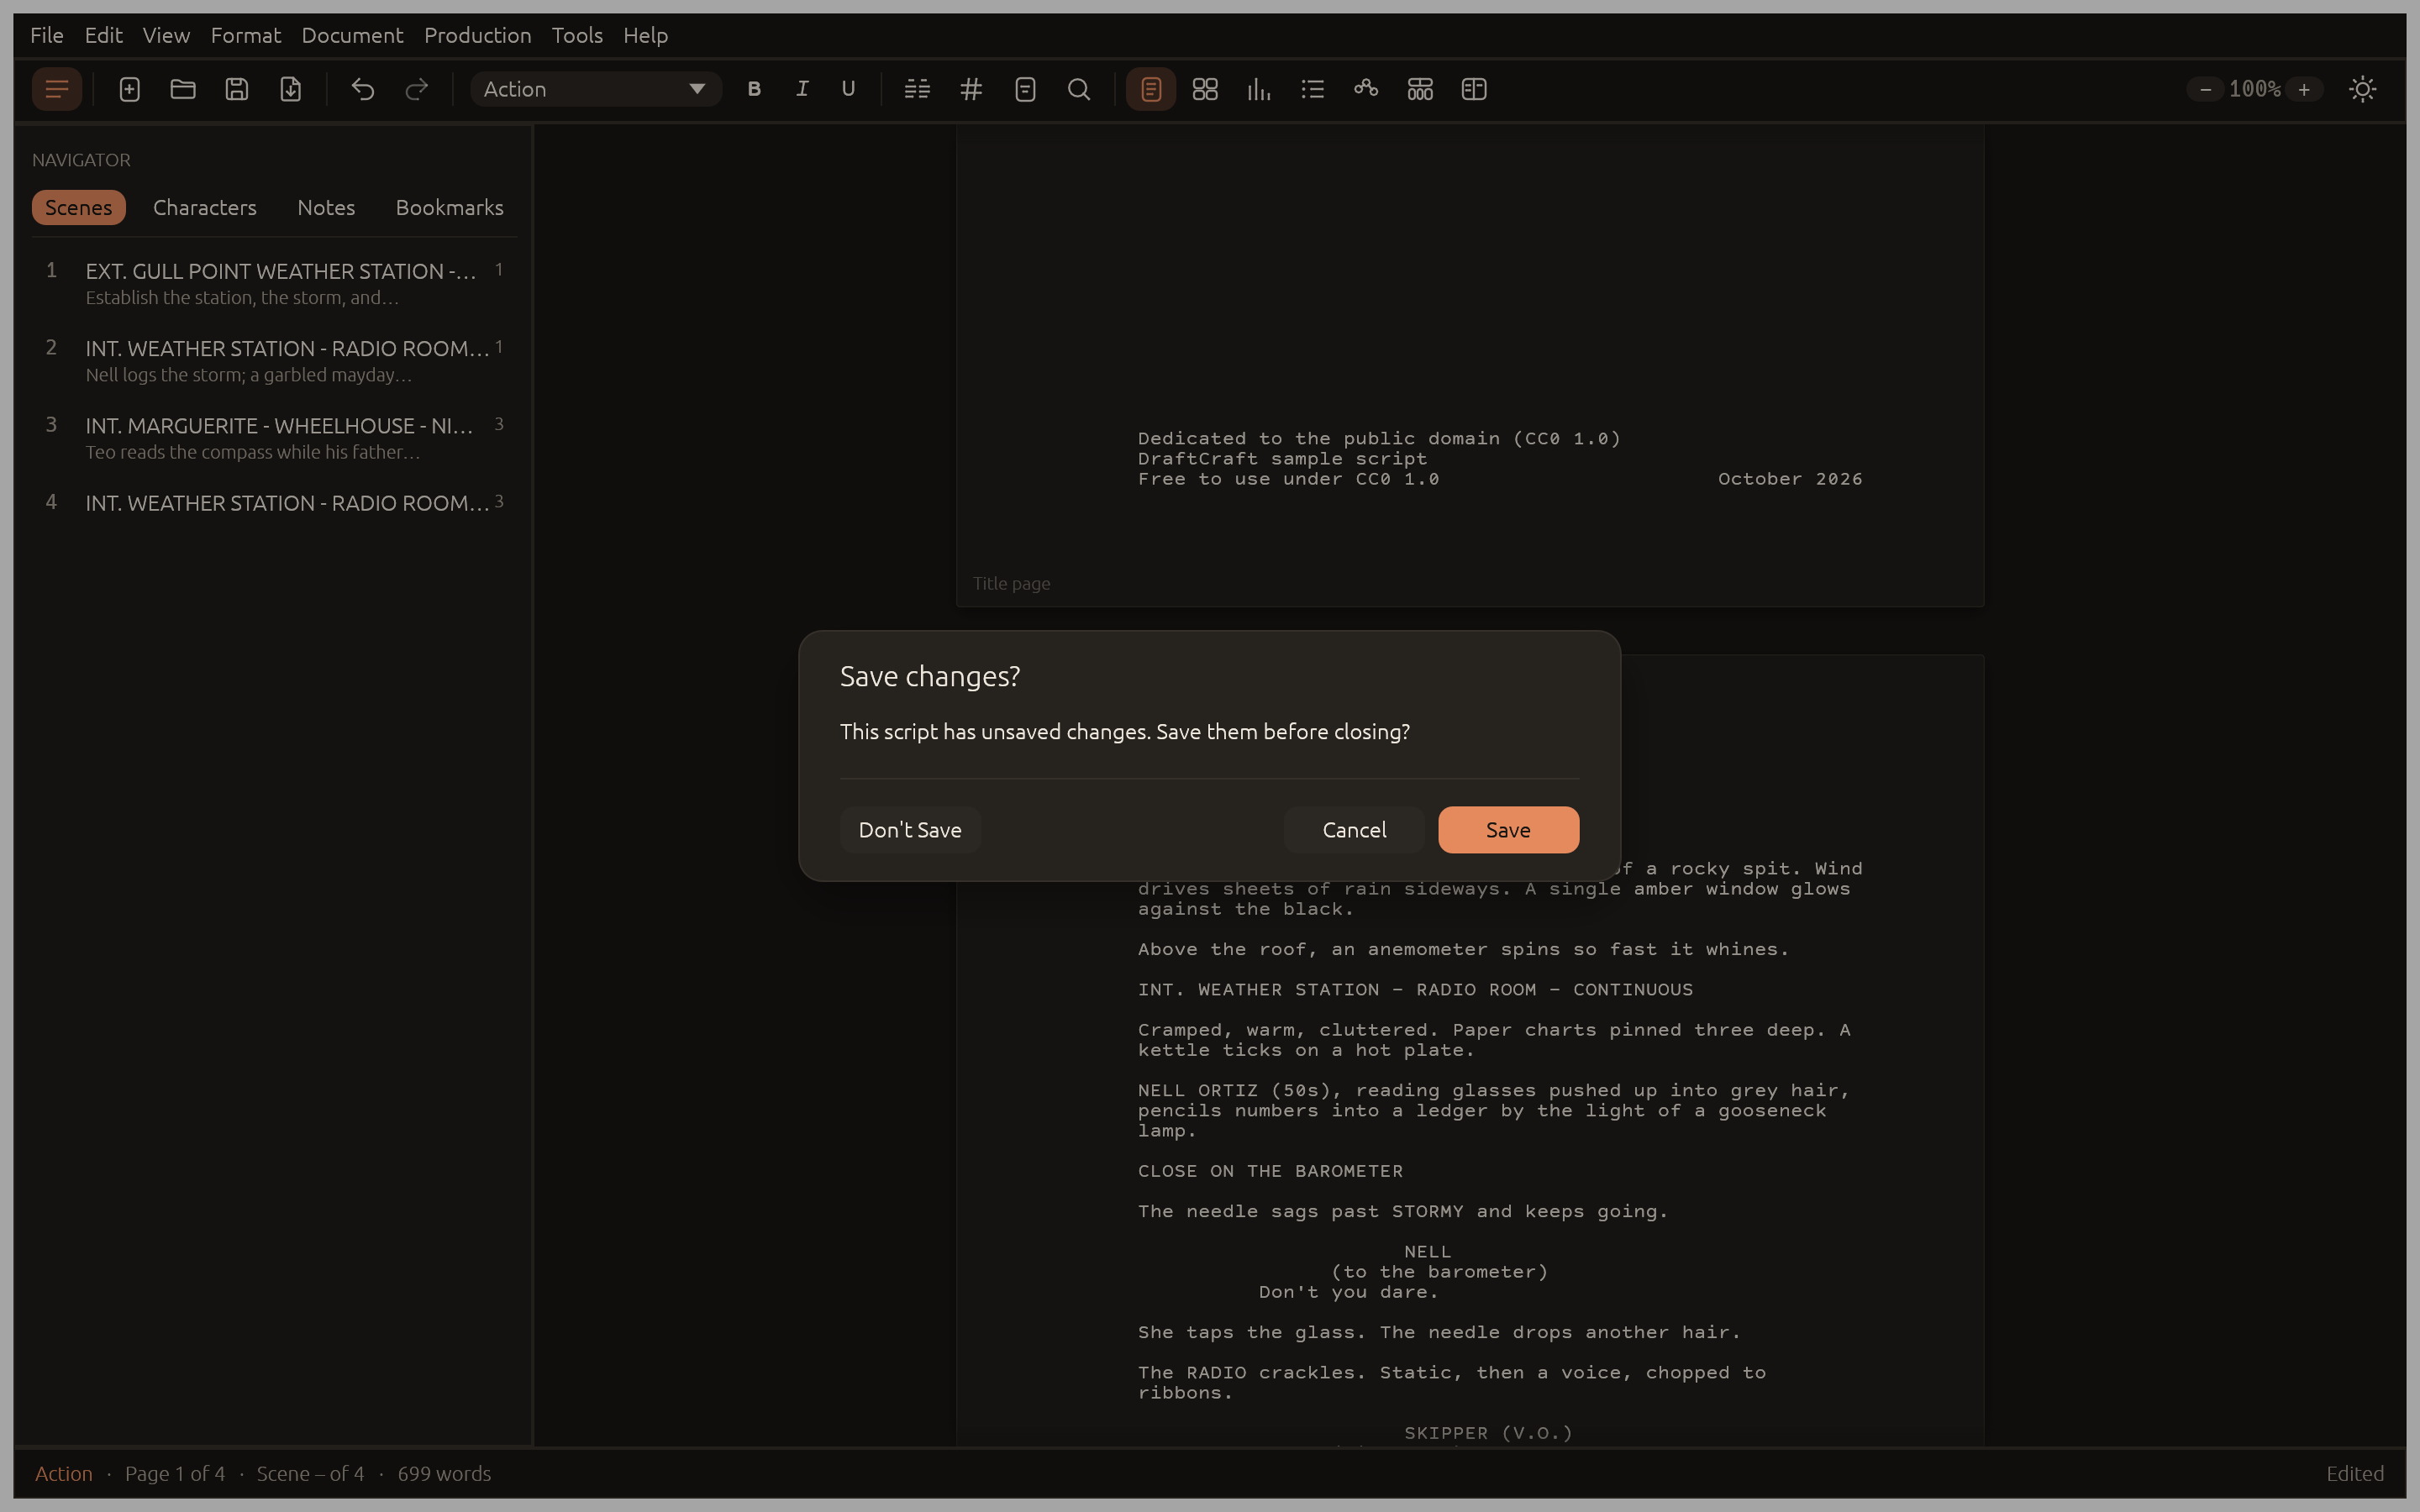 File Edit View Format Document Production Tools Help
Action B I U # − 100% +
NAVIGATOR
Scenes Characters Notes Bookmarks
1 EXT. GULL POINT WEATHER STATION -… 1
Establish the station, the storm, and…
2 INT. WEATHER STATION - RADIO ROOM… 1
Nell logs the storm; a garbled mayday…
3 INT. MARGUERITE - WHEELHOUSE - NI… 3
Teo reads the compass while his father…
4 INT. WEATHER STATION - RADIO ROOM… 3
Dedicated to the public domain (CC0 1.0)
DraftCraft sample script
Free to use under CC0 1.0 October 2026
Title page
Save changes?
This script has unsaved changes. Save them before closing?
Don't Save Cancel Save
of a rocky spit. Wind
drives sheets of rain sideways. A single amber window glows
against the black.
Above the roof, an anemometer spins so fast it whines.
INT. WEATHER STATION - RADIO ROOM - CONTINUOUS
Cramped, warm, cluttered. Paper charts pinned three deep. A
kettle ticks on a hot plate.
NELL ORTIZ (50s), reading glasses pushed up into grey hair,
pencils numbers into a ledger by the light of a gooseneck
lamp.
CLOSE ON THE BAROMETER
The needle sags past STORMY and keeps going.
NELL
(to the barometer)
Don't you dare.
She taps the glass. The needle drops another hair.
The RADIO crackles. Static, then a voice, chopped to
ribbons.
SKIPPER (V.O.)
Action · Page 1 of 4 · Scene – of 4 · 699 words Edited